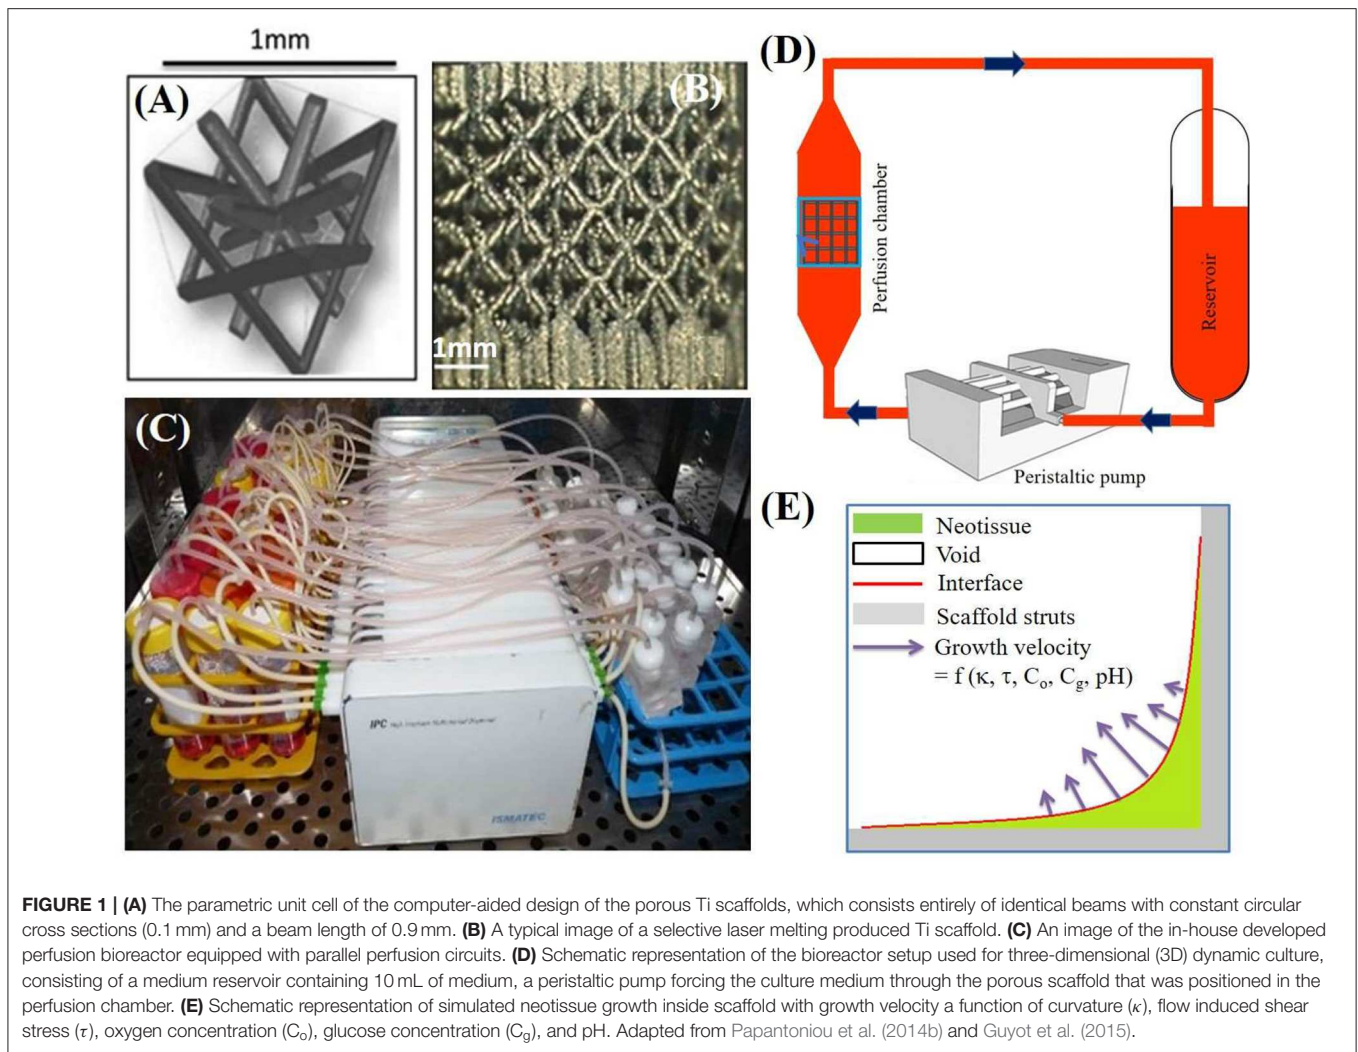 1mm
(A)
(B)
1mm
(C)
IPC
ISMATEC
(D)
Perfusion chamber
Reservoir
Peristaltic pump
(E)
Neotissue
Void
Interface
Scaffold struts
Growth velocity
= f (κ, τ, Cₒ, C_g, pH)
FIGURE 1 | (A) The parametric unit cell of the computer-aided design of the porous Ti scaffolds, which consists entirely of identical beams with constant circular
cross sections (0.1 mm) and a beam length of 0.9 mm. (B) A typical image of a selective laser melting produced Ti scaffold. (C) An image of the in-house developed
perfusion bioreactor equipped with parallel perfusion circuits. (D) Schematic representation of the bioreactor setup used for three-dimensional (3D) dynamic culture,
consisting of a medium reservoir containing 10 mL of medium, a peristaltic pump forcing the culture medium through the porous scaffold that was positioned in the
perfusion chamber. (E) Schematic representation of simulated neotissue growth inside scaffold with growth velocity a function of curvature (κ), flow induced shear
stress (τ), oxygen concentration (Cₒ), glucose concentration (C_g), and pH. Adapted from Papantoniou et al. (2014b) and Guyot et al. (2015).